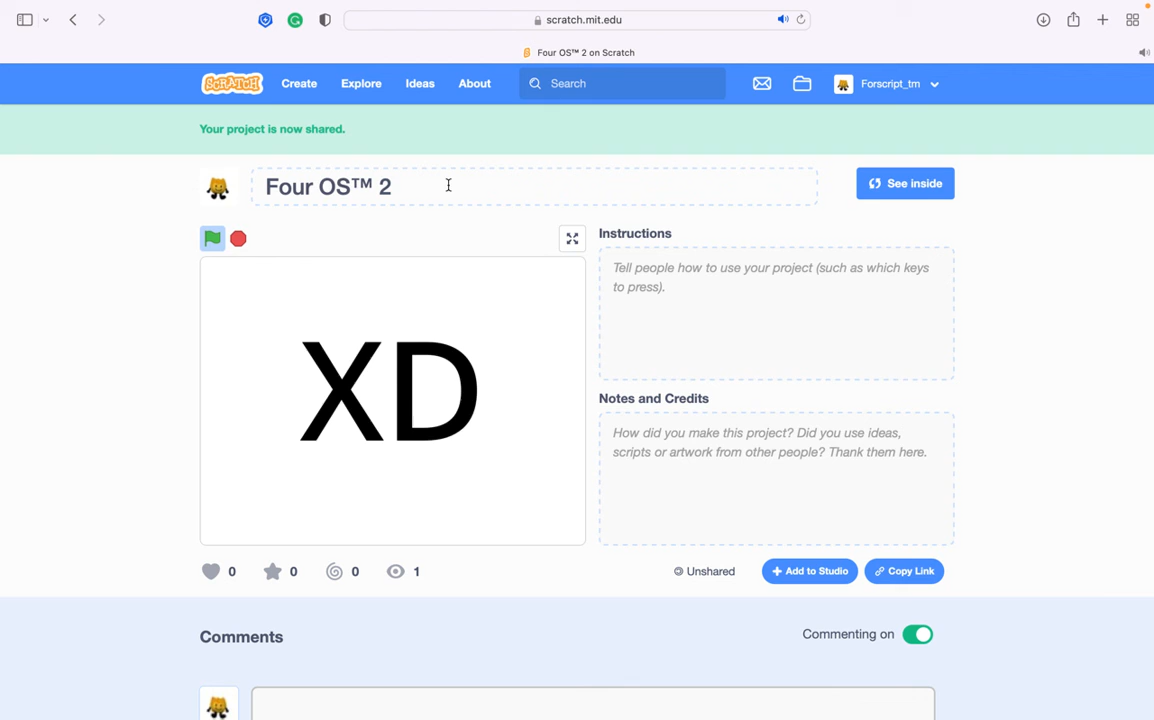 scratch.mit.edu
Four OS™ 2 on Scratch
SCRATCH Create Explore Ideas About Search Forscript_tm
Your project is now shared.
Four OS™ 2
See inside
Instructions
Tell people how to use your project (such as which keys
to press).
XD
Notes and Credits
How did you make this project? Did you use ideas,
scripts or artwork from other people? Thank them here.
0 0 0 1 Unshared Add to Studio Copy Link
Comments Commenting on